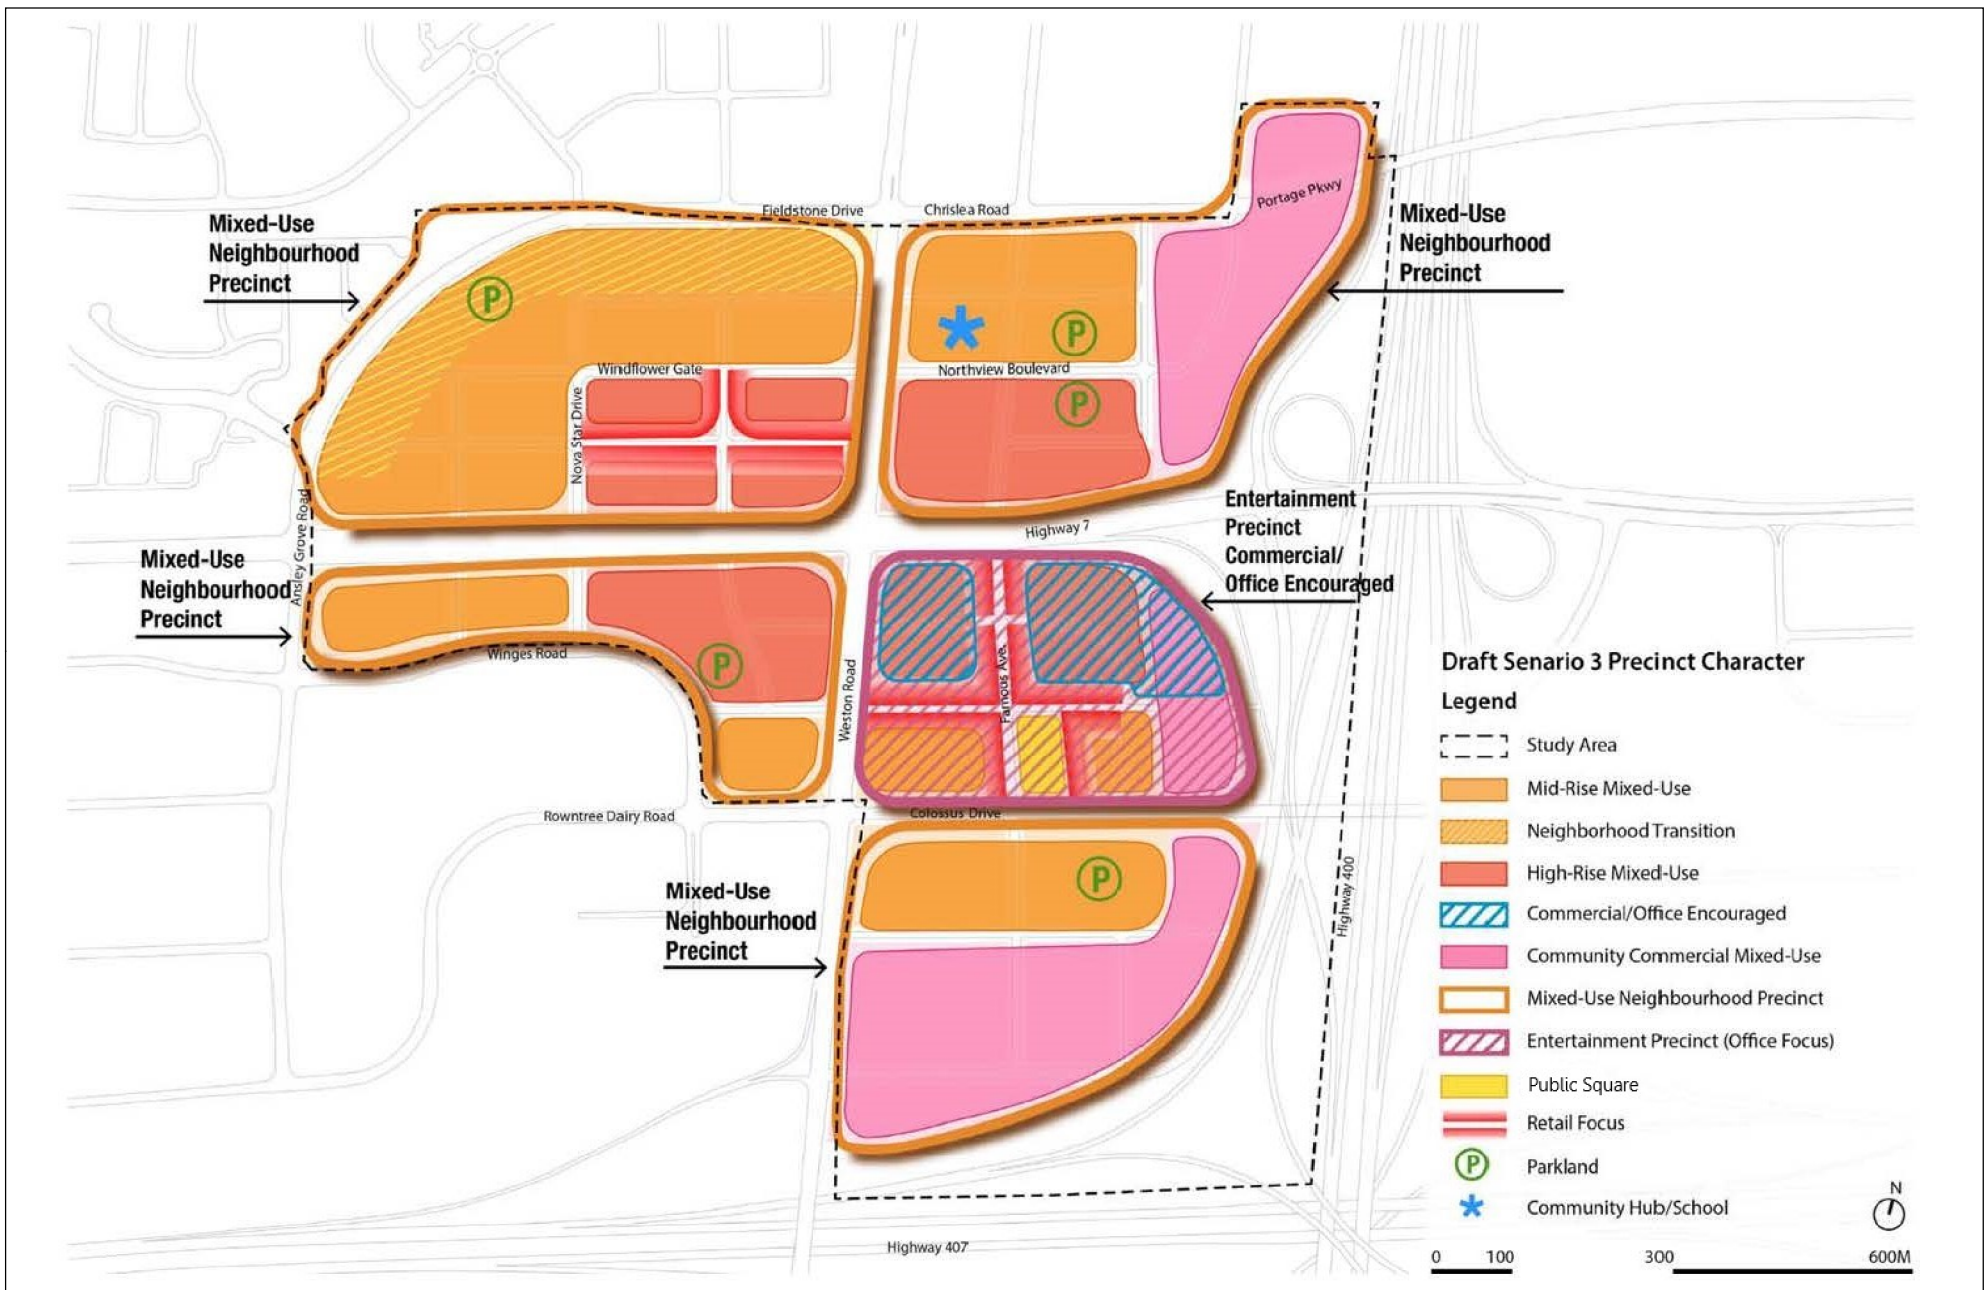 Fieldstone Drive
Chrislea Road
Portage Pkwy
Mixed-Use
Neighbourhood
Precinct
Mixed-Use
Neighbourhood
Precinct
P
P
Windflower Gate
Northview Boulevard
P
Nova Star Drive
Ansley Grove Road
Highway 7
Entertainment
Precinct
Commercial/
Office Encouraged
Mixed-Use
Neighbourhood
Precinct
Winges Road
P
Weston Road
Famous Ave.
Rowntree Dairy Road
Colossus Drive
Mixed-Use
Neighbourhood
Precinct
P
Highway 400
Highway 407
Draft Senario 3 Precinct Character
Legend
Study Area
Mid-Rise Mixed-Use
Neighborhood Transition
High-Rise Mixed-Use
Commercial/Office Encouraged
Community Commercial Mixed-Use
Mixed-Use Neighbourhood Precinct
Entertainment Precinct (Office Focus)
Public Square
Retail Focus
P Parkland
Community Hub/School
N
0 100 300 600M